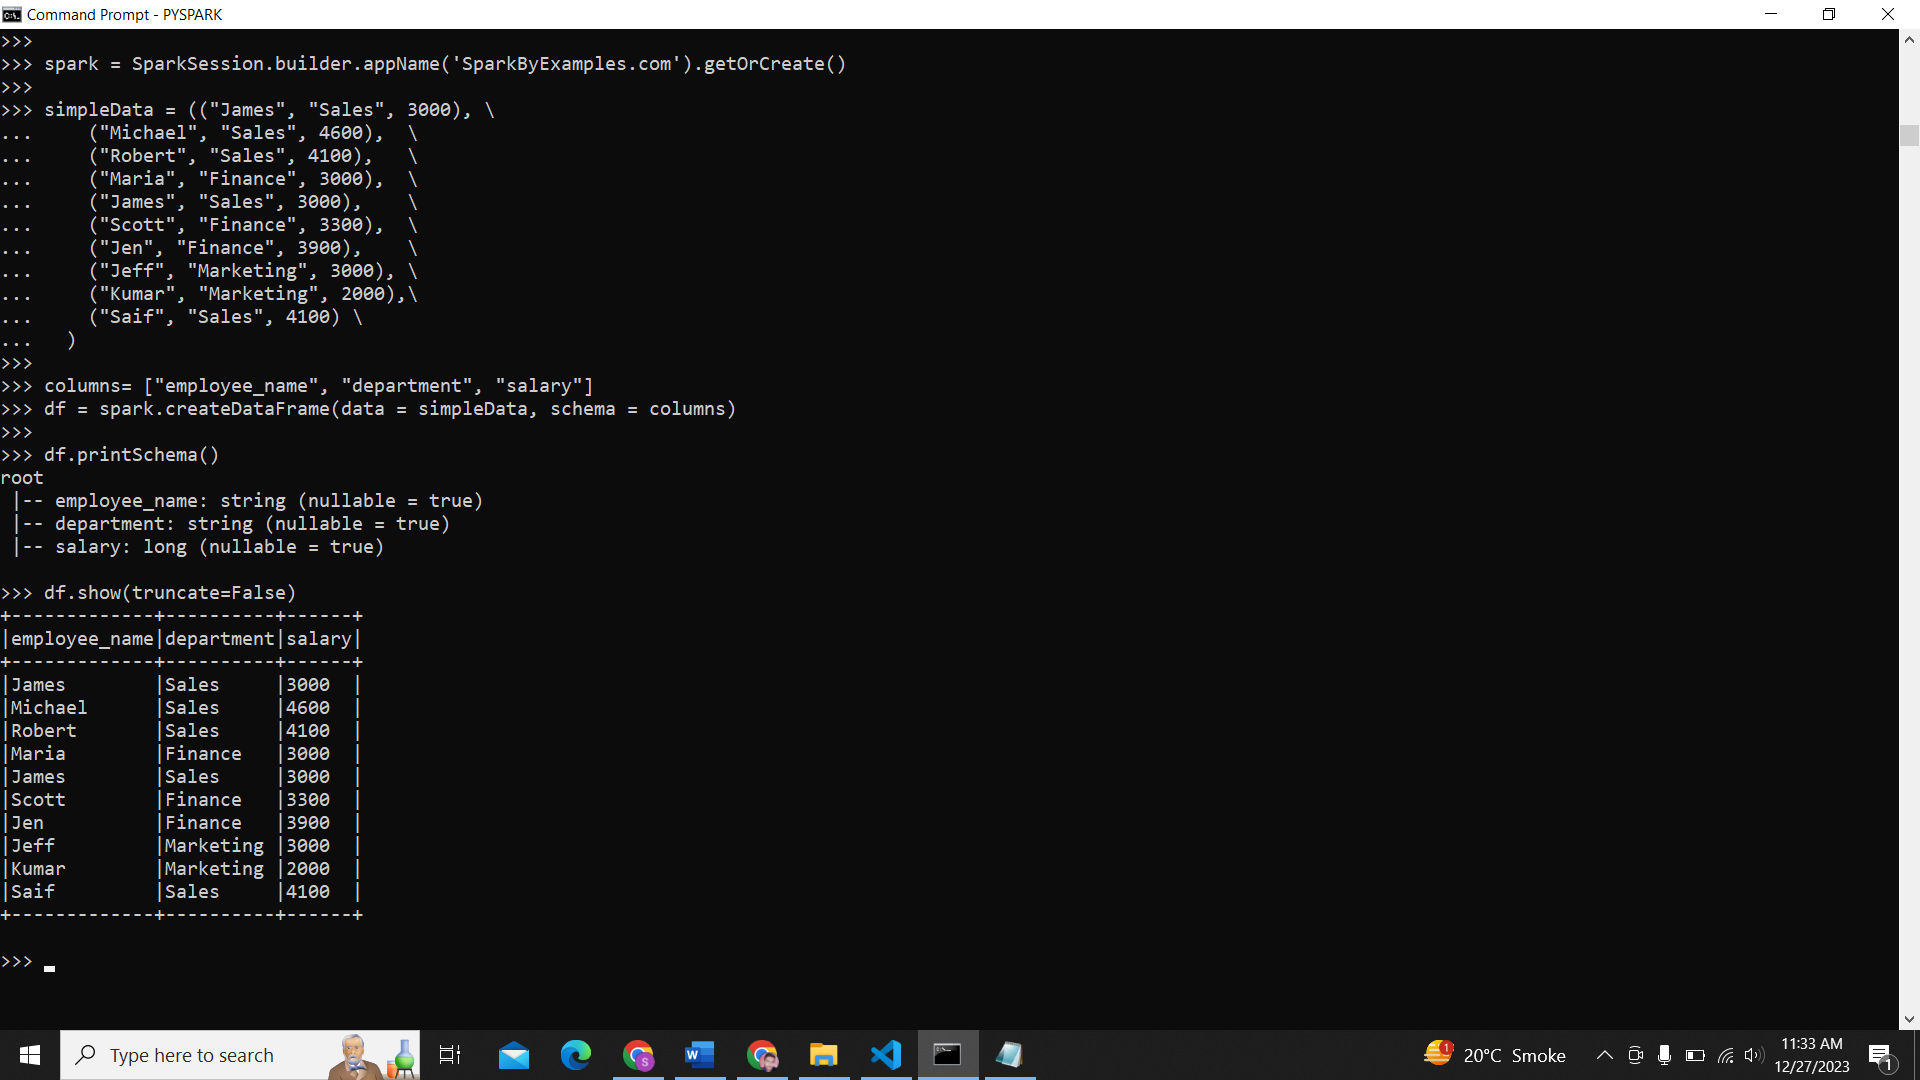 Command Prompt - PYSPARK
>>>
>>> spark = SparkSession.builder.appName('SparkByExamples.com').getOrCreate()
>>>
>>> simpleData = (("James", "Sales", 3000), \
...     ("Michael", "Sales", 4600),  \
...     ("Robert", "Sales", 4100),   \
...     ("Maria", "Finance", 3000),  \
...     ("James", "Sales", 3000),    \
...     ("Scott", "Finance", 3300),  \
...     ("Jen", "Finance", 3900),    \
...     ("Jeff", "Marketing", 3000), \
...     ("Kumar", "Marketing", 2000),\
...     ("Saif", "Sales", 4100) \
...   )
>>>
>>> columns= ["employee_name", "department", "salary"]
>>> df = spark.createDataFrame(data = simpleData, schema = columns)
>>>
>>> df.printSchema()
root
 |-- employee_name: string (nullable = true)
 |-- department: string (nullable = true)
 |-- salary: long (nullable = true)
>>> df.show(truncate=False)
+-------------+----------+------+
|employee_name|department|salary|
+-------------+----------+------+
|James        |Sales     |3000  |
|Michael      |Sales     |4600  |
|Robert       |Sales     |4100  |
|Maria        |Finance   |3000  |
|James        |Sales     |3000  |
|Scott        |Finance   |3300  |
|Jen          |Finance   |3900  |
|Jeff         |Marketing |3000  |
|Kumar        |Marketing |2000  |
|Saif         |Sales     |4100  |
+-------------+----------+------+
>>>
Type here to search
20°C Smoke
11:33 AM
12/27/2023
1
1